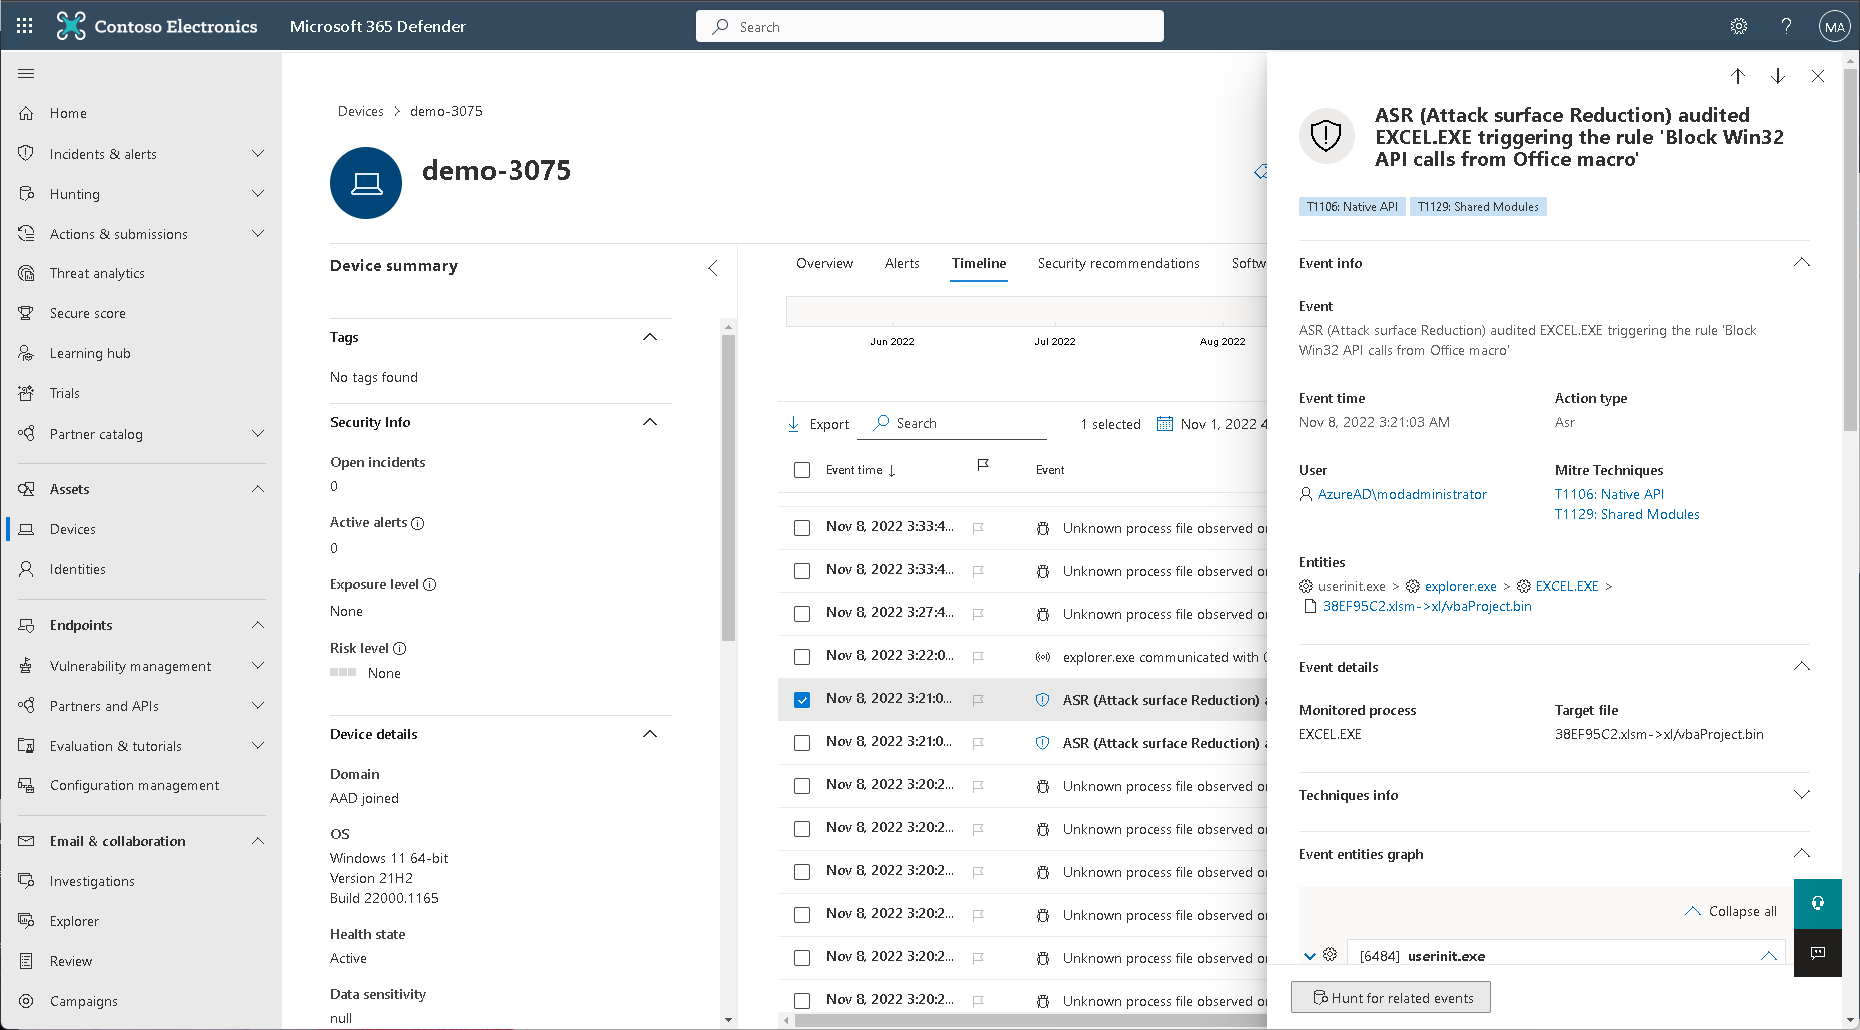 Contoso Electronics
Microsoft 365 Defender
Search
MA
Home
Incidents & alerts
Hunting
Actions & submissions
Threat analytics
Secure score
Learning hub
Trials
Partner catalog
Assets
Devices
Identities
Endpoints
Vulnerability management
Partners and APIs
Evaluation & tutorials
Configuration management
Email & collaboration
Investigations
Explorer
Review
Campaigns
Devices > demo-3075
demo-3075
Device summary
Tags
No tags found
Security Info
Open incidents
0
Active alerts
0
Exposure level
None
Risk level
None
Device details
Domain
AAD joined
OS
Windows 11 64-bit
Version 21H2
Build 22000.1165
Health state
Active
Data sensitivity
null
Overview Alerts Timeline Security recommendations Softw
Jun 2022 Jul 2022 Aug 2022
Export Search 1 selected Nov 1, 2022 4
Event time ↓ Event
Nov 8, 2022 3:33:4... Unknown process file observed o
Nov 8, 2022 3:33:4... Unknown process file observed o
Nov 8, 2022 3:27:4... Unknown process file observed o
Nov 8, 2022 3:22:0... explorer.exe communicated with
Nov 8, 2022 3:21:0... ASR (Attack surface Reduction) a
Nov 8, 2022 3:21:0... ASR (Attack surface Reduction) a
Nov 8, 2022 3:20:2... Unknown process file observed o
Nov 8, 2022 3:20:2... Unknown process file observed o
Nov 8, 2022 3:20:2... Unknown process file observed o
Nov 8, 2022 3:20:2... Unknown process file observed o
Nov 8, 2022 3:20:2... Unknown process file observed o
Nov 8, 2022 3:20:2... Unknown process file observed o
ASR (Attack surface Reduction) audited
EXCEL.EXE triggering the rule 'Block Win32
API calls from Office macro'
T1106: Native API T1129: Shared Modules
Event info
Event
ASR (Attack surface Reduction) audited EXCEL.EXE triggering the rule 'Block
Win32 API calls from Office macro'
Event time Action type
Nov 8, 2022 3:21:03 AM Asr
User Mitre Techniques
AzureAD\modadministrator T1106: Native API
T1129: Shared Modules
Entities
userinit.exe > explorer.exe > EXCEL.EXE >
38EF95C2.xlsm->xl/vbaProject.bin
Event details
Monitored process Target file
EXCEL.EXE 38EF95C2.xlsm->xl/vbaProject.bin
Techniques info
Event entities graph
Collapse all
[6484] userinit.exe
Hunt for related events